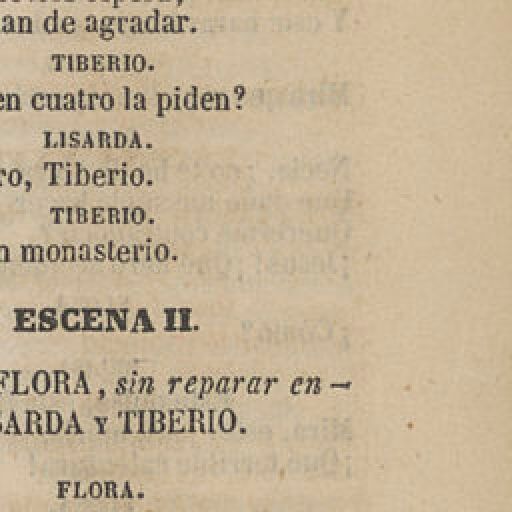 an de agradar.
TIBERIO.
en cuatro la piden?
LISARDA.
ro, Tiberio.
TIBERIO.
n monasterio.
ESCENA II.
FLORA, sin reparar en —
SARDA Y TIBERIO.
FLORA.